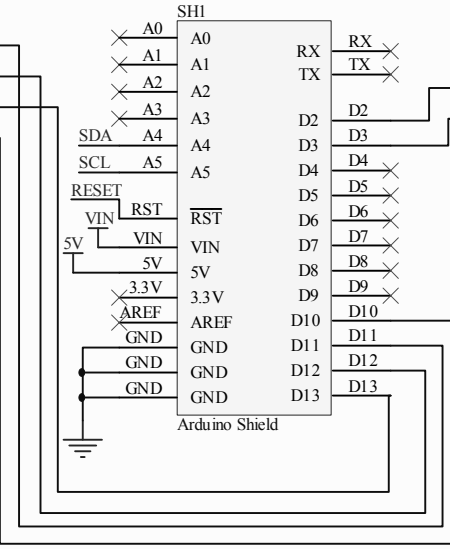 SH1
A0 A0
A1 A1
A2 A2
A3 A3
SDA A4 A4
SCL A5 A5
RESET RST RST
VIN VIN VIN
5V 5V 5V
3.3V 3.3V
AREF AREF
GND GND
GND GND
GND GND
RX RX
TX TX
D2 D2
D3 D3
D4 D4
D5 D5
D6 D6
D7 D7
D8 D8
D9 D9
D10 D10
D11 D11
D12 D12
D13 D13
Arduino Shield